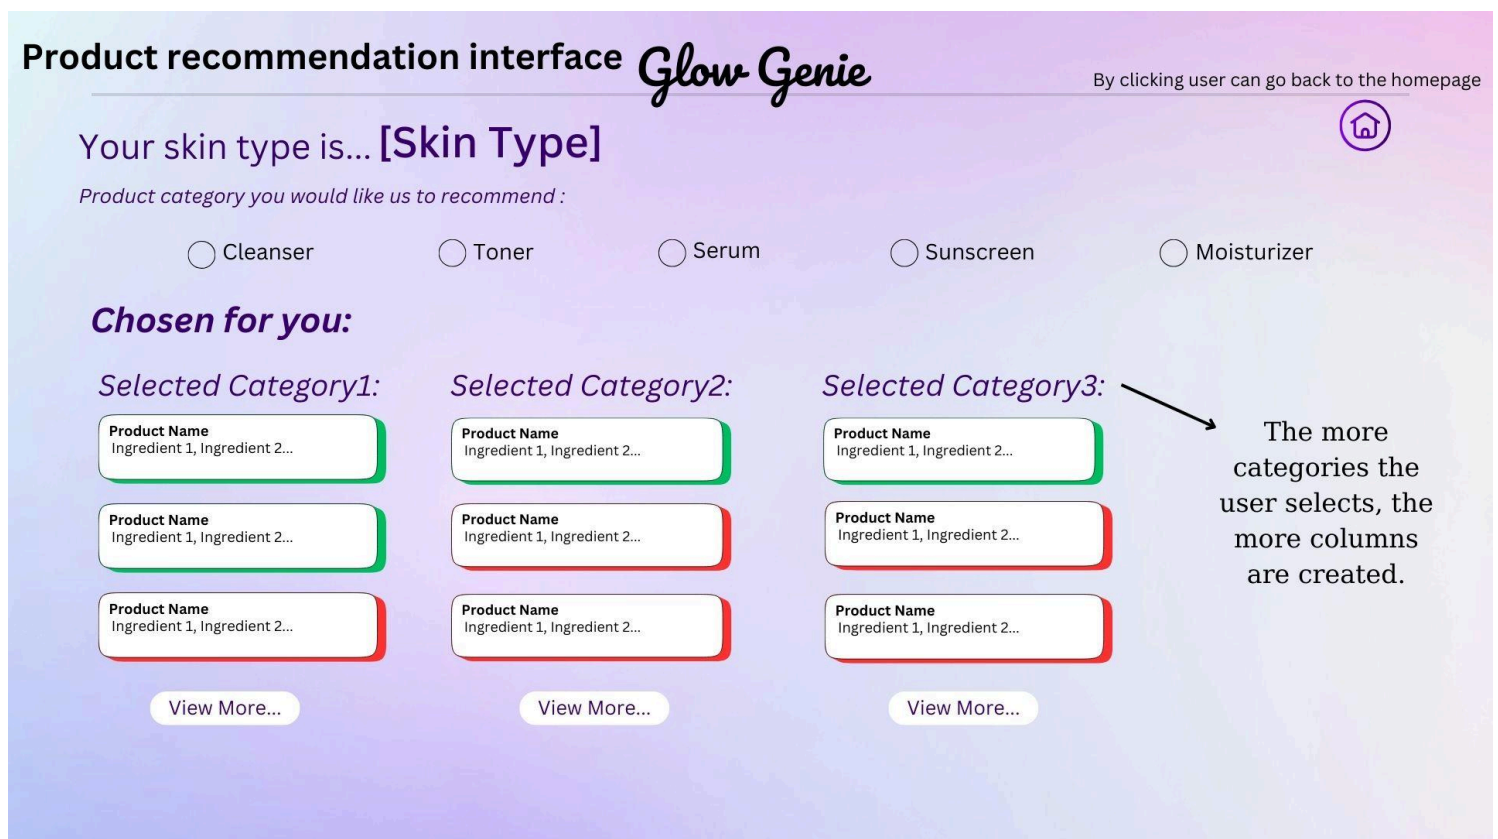 Product recommendation interface
Glow Genie
By clicking user can go back to the homepage
Your skin type is... [Skin Type]
Product category you would like us to recommend :
Cleanser
Toner
Serum
Sunscreen
Moisturizer
Chosen for you:
Selected Category1:
Product Name
Ingredient 1, Ingredient 2...
Product Name
Ingredient 1, Ingredient 2...
Product Name
Ingredient 1, Ingredient 2...
View More...
Selected Category2:
Product Name
Ingredient 1, Ingredient 2...
Product Name
Ingredient 1, Ingredient 2...
Product Name
Ingredient 1, Ingredient 2...
View More...
Selected Category3:
Product Name
Ingredient 1, Ingredient 2...
Product Name
Ingredient 1, Ingredient 2...
Product Name
Ingredient 1, Ingredient 2...
View More...
The more
categories the
user selects, the
more columns
are created.